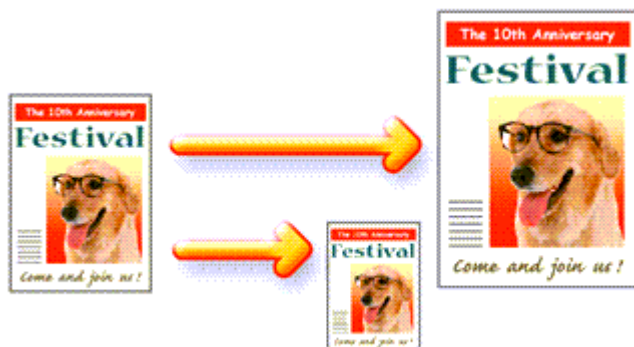 The 10th Anniversary
Festival
Come and join us!
The 10th Anniversary
Festival
Come and join us!
The 10th Anniversary
Festival
Come and join us!